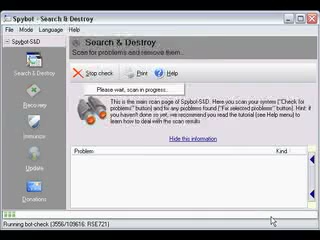 Spybot - Search & Destroy
File Mode Language Help
Spybot-S&D
Search & Destroy
Recovery
Immunize
Update
Donations
Search & Destroy
Scan for problems and remove them.
Stop check Print Help
Please wait, scan in progress.
This is the main scan page of Spybot-S&D. Here you scan your system ("Check for
problems" button) and fix any problems found ("Fix selected problems" button). Hint: if
you haven't done so yet, we recommend you read the tutorial (see Help menu) to
learn how to deal with the scan results
Hide this information
Problem Kind
Running bot-check (3556/109616: RSE721)